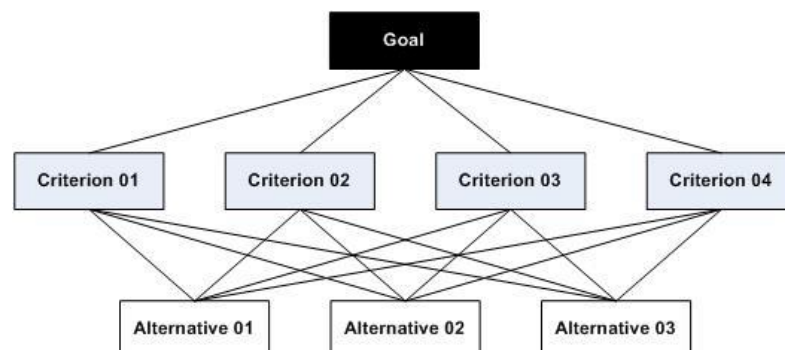 Goal
Criterion 01
Criterion 02
Criterion 03
Criterion 04
Alternative 01
Alternative 02
Alternative 03